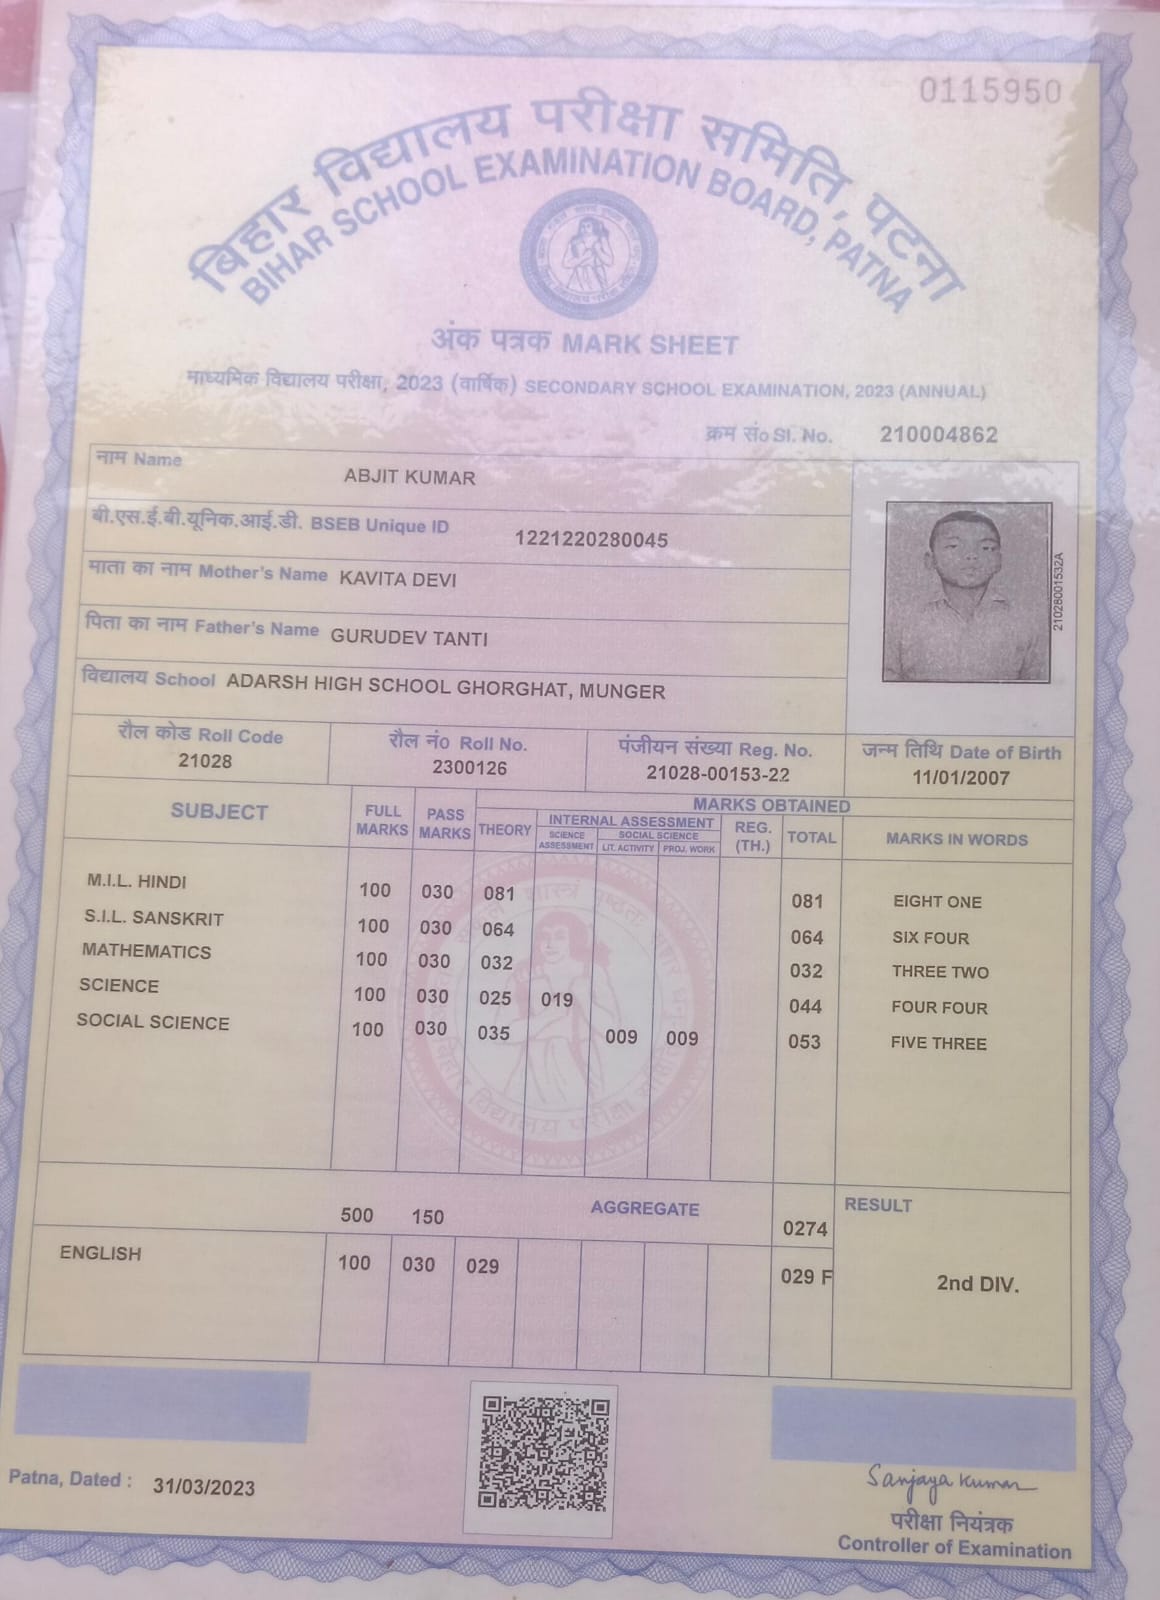 0115950
बिहार विद्यालय परीक्षा समिति, पटना
BIHAR SCHOOL EXAMINATION BOARD, PATNA
अंक पत्रक MARK SHEET
माध्यमिक विद्यालय परीक्षा, 2023 (वार्षिक) SECONDARY SCHOOL EXAMINATION, 2023 (ANNUAL)
क्रम सं० Sl. No. 210004862
नाम Name ABJIT KUMAR
बी.एस.ई.बी.यूनिक.आई.डी. BSEB Unique ID 1221220280045
माता का नाम Mother's Name KAVITA DEVI
पिता का नाम Father's Name GURUDEV TANTI
विद्यालय School ADARSH HIGH SCHOOL GHORGHAT, MUNGER
21028001532A
रौल कोड Roll Code रौल नं० Roll No. पंजीयन संख्या Reg. No. जन्म तिथि Date of Birth
21028 2300126 21028-00153-22 11/01/2007
SUBJECT FULL MARKS PASS MARKS MARKS OBTAINED
THEORY INTERNAL ASSESSMENT REG. (TH.) TOTAL MARKS IN WORDS
SCIENCE ASSESSMENT SOCIAL SCIENCE
LIT. ACTIVITY PROJ. WORK
M.I.L. HINDI 100 030 081 081 EIGHT ONE
S.I.L. SANSKRIT 100 030 064 064 SIX FOUR
MATHEMATICS 100 030 032 032 THREE TWO
SCIENCE 100 030 025 019 044 FOUR FOUR
SOCIAL SCIENCE 100 030 035 009 009 053 FIVE THREE
बिहार विद्यालय परीक्षा
500 150 AGGREGATE 0274 RESULT
ENGLISH 100 030 029 029 F 2nd DIV.
Patna, Dated : 31/03/2023
Sanjaya Kumar
परीक्षा नियंत्रक
Controller of Examination